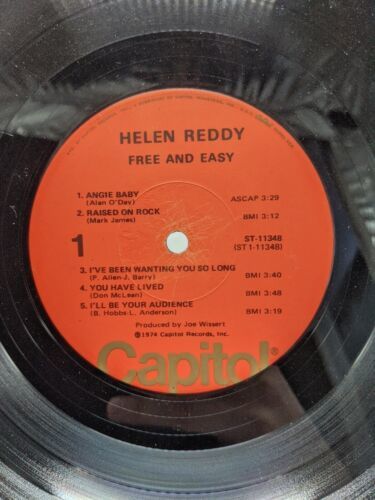 HELEN REDDY
FREE AND EASY
1. ANGIE BABY
(Alan O'Day) ASCAP 3:29
2. RAISED ON ROCK
(Mark James) BMI 3:12
1 ST-11348
(ST 1-11348)
3. I'VE BEEN WANTING YOU SO LONG
(P. Allen-J. Barry) BMI 3:40
4. YOU HAVE LIVED
(Don McLean) BMI 3:48
5. I'LL BE YOUR AUDIENCE
(B. Hobbs-L. Anderson) BMI 3:19
Produced by Joe Wissert
℗1974 Capitol Records, Inc.
Capitol®